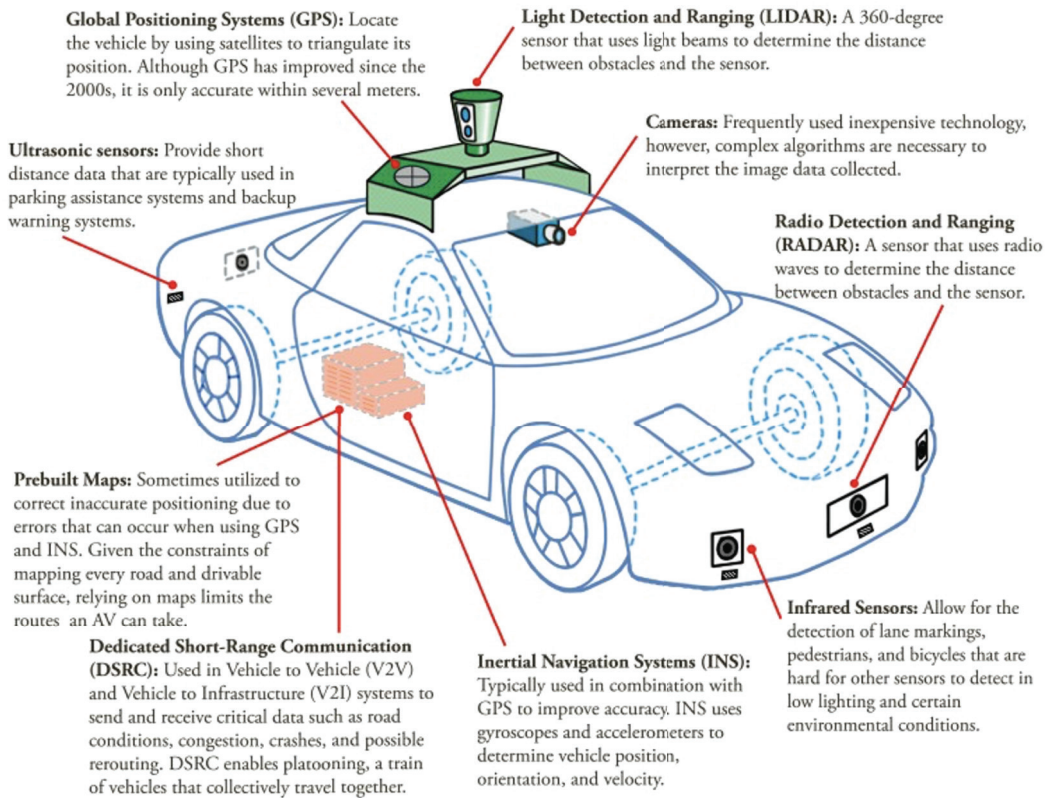 Global Positioning Systems (GPS): Locate
the vehicle by using satellites to triangulate its
position. Although GPS has improved since the
2000s, it is only accurate within several meters.
Light Detection and Ranging (LIDAR): A 360-degree
sensor that uses light beams to determine the distance
between obstacles and the sensor.
Cameras: Frequently used inexpensive technology,
however, complex algorithms are necessary to
interpret the image data collected.
Ultrasonic sensors: Provide short
distance data that are typically used in
parking assistance systems and backup
warning systems.
Radio Detection and Ranging
(RADAR): A sensor that uses radio
waves to determine the distance
between obstacles and the sensor.
Prebuilt Maps: Sometimes utilized to
correct inaccurate positioning due to
errors that can occur when using GPS
and INS. Given the constraints of
mapping every road and drivable
surface, relying on maps limits the
routes an AV can take.
Dedicated Short-Range Communication
(DSRC): Used in Vehicle to Vehicle (V2V)
and Vehicle to Infrastructure (V2I) systems to
send and receive critical data such as road
conditions, congestion, crashes, and possible
rerouting. DSRC enables platooning, a train
of vehicles that collectively travel together.
Inertial Navigation Systems (INS):
Typically used in combination with
GPS to improve accuracy. INS uses
gyroscopes and accelerometers to
determine vehicle position,
orientation, and velocity.
Infrared Sensors: Allow for the
detection of lane markings,
pedestrians, and bicycles that are
hard for other sensors to detect in
low lighting and certain
environmental conditions.